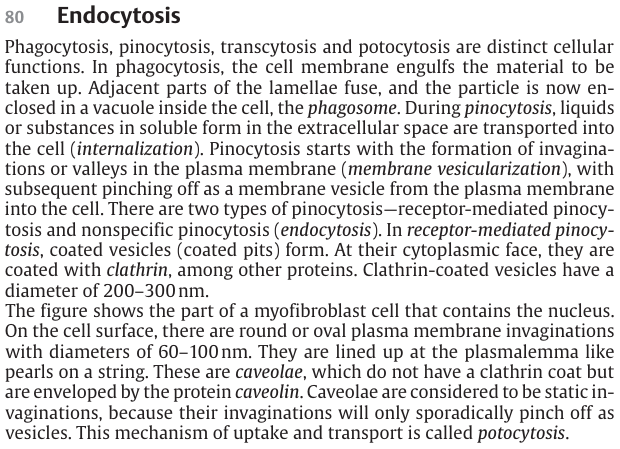 80 Endocytosis
Phagocytosis, pinocytosis, transcytosis and potocytosis are distinct cellular
functions. In phagocytosis, the cell membrane engulfs the material to be
taken up. Adjacent parts of the lamellae fuse, and the particle is now en-
closed in a vacuole inside the cell, the phagosome. During pinocytosis, liquids
or substances in soluble form in the extracellular space are transported into
the cell (internalization). Pinocytosis starts with the formation of invagina-
tions or valleys in the plasma membrane (membrane vesicularization), with
subsequent pinching off as a membrane vesicle from the plasma membrane
into the cell. There are two types of pinocytosis—receptor-mediated pinocy-
tosis and nonspecific pinocytosis (endocytosis). In receptor-mediated pinocy-
tosis, coated vesicles (coated pits) form. At their cytoplasmic face, they are
coated with clathrin, among other proteins. Clathrin-coated vesicles have a
diameter of 200–300 nm.
The figure shows the part of a myofibroblast cell that contains the nucleus.
On the cell surface, there are round or oval plasma membrane invaginations
with diameters of 60–100 nm. They are lined up at the plasmalemma like
pearls on a string. These are caveolae, which do not have a clathrin coat but
are enveloped by the protein caveolin. Caveolae are considered to be static in-
vaginations, because their invaginations will only sporadically pinch off as
vesicles. This mechanism of uptake and transport is called potocytosis.